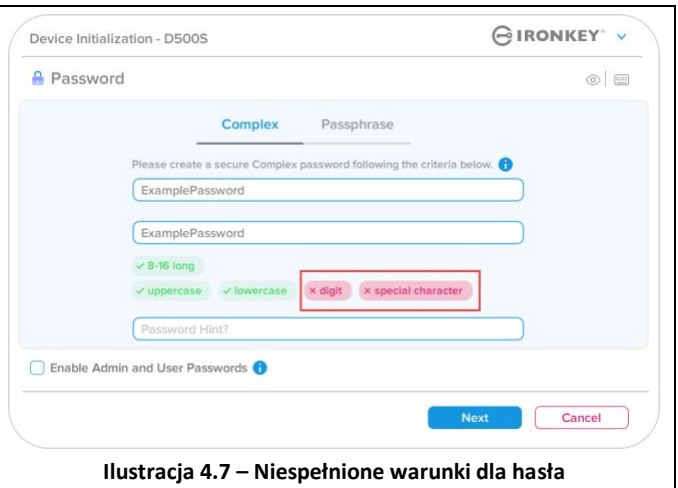 Device Initialization - D500S IRONKEY™
Password
Complex Passphrase
Please create a secure Complex password following the criteria below.
ExamplePassword
ExamplePassword
✓ 8-16 long
✓ uppercase ✓ lowercase × digit × special character
Password Hint?
Enable Admin and User Passwords
Next Cancel
Ilustracja 4.7 – Niespełnione warunki dla hasła